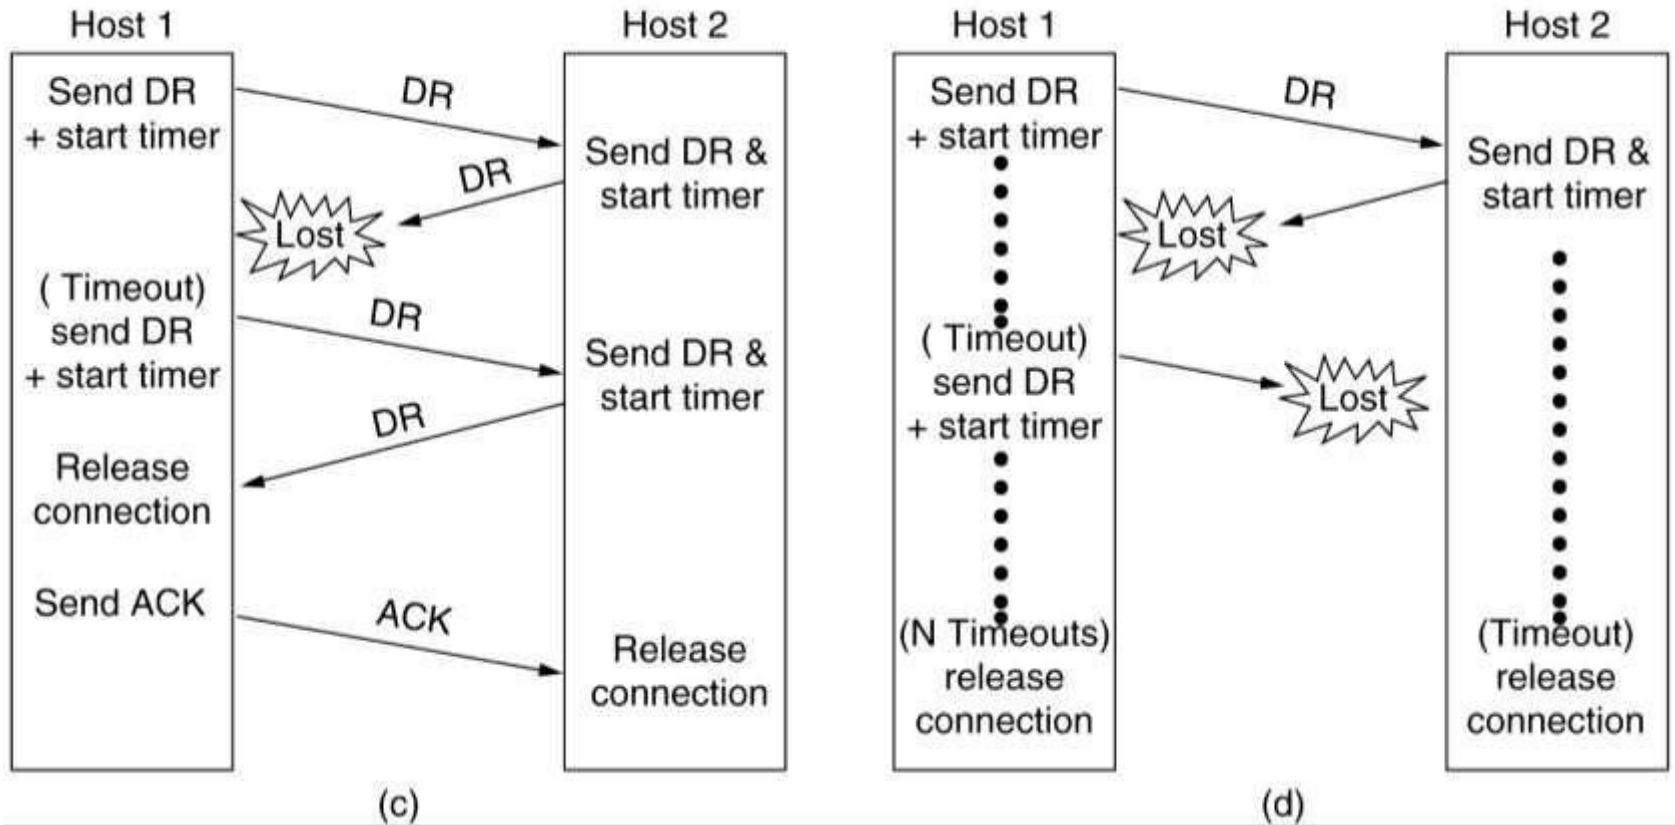 Host 1
Host 2
Send DR
+ start timer
DR
Send DR &
start timer
DR
Lost
( Timeout)
send DR
+ start timer
DR
Send DR &
start timer
DR
Release
connection
Send ACK
ACK
Release
connection
(c)
Host 1
Host 2
Send DR
+ start timer
DR
Send DR &
start timer
Lost
( Timeout)
send DR
+ start timer
Lost
(N Timeouts)
release
connection
(Timeout)
release
connection
(d)